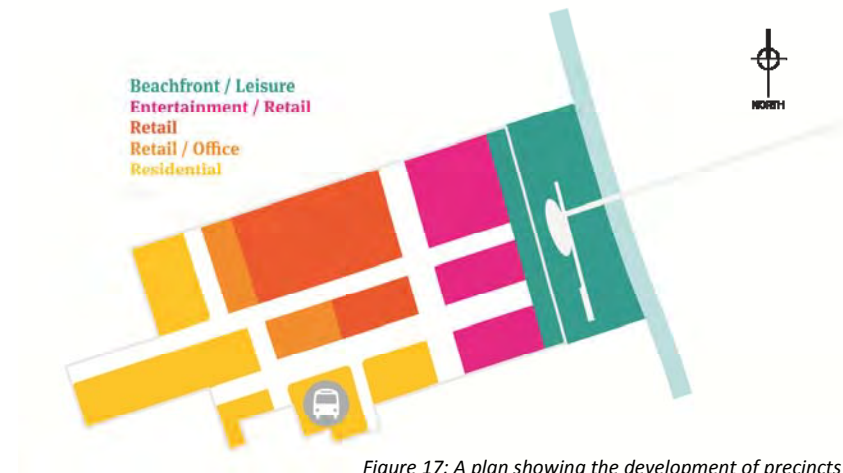 Beachfront / Leisure
Entertainment / Retail
Retail
Retail / Office
Residential
NORTH
Figure 17: A plan showing the development of precincts